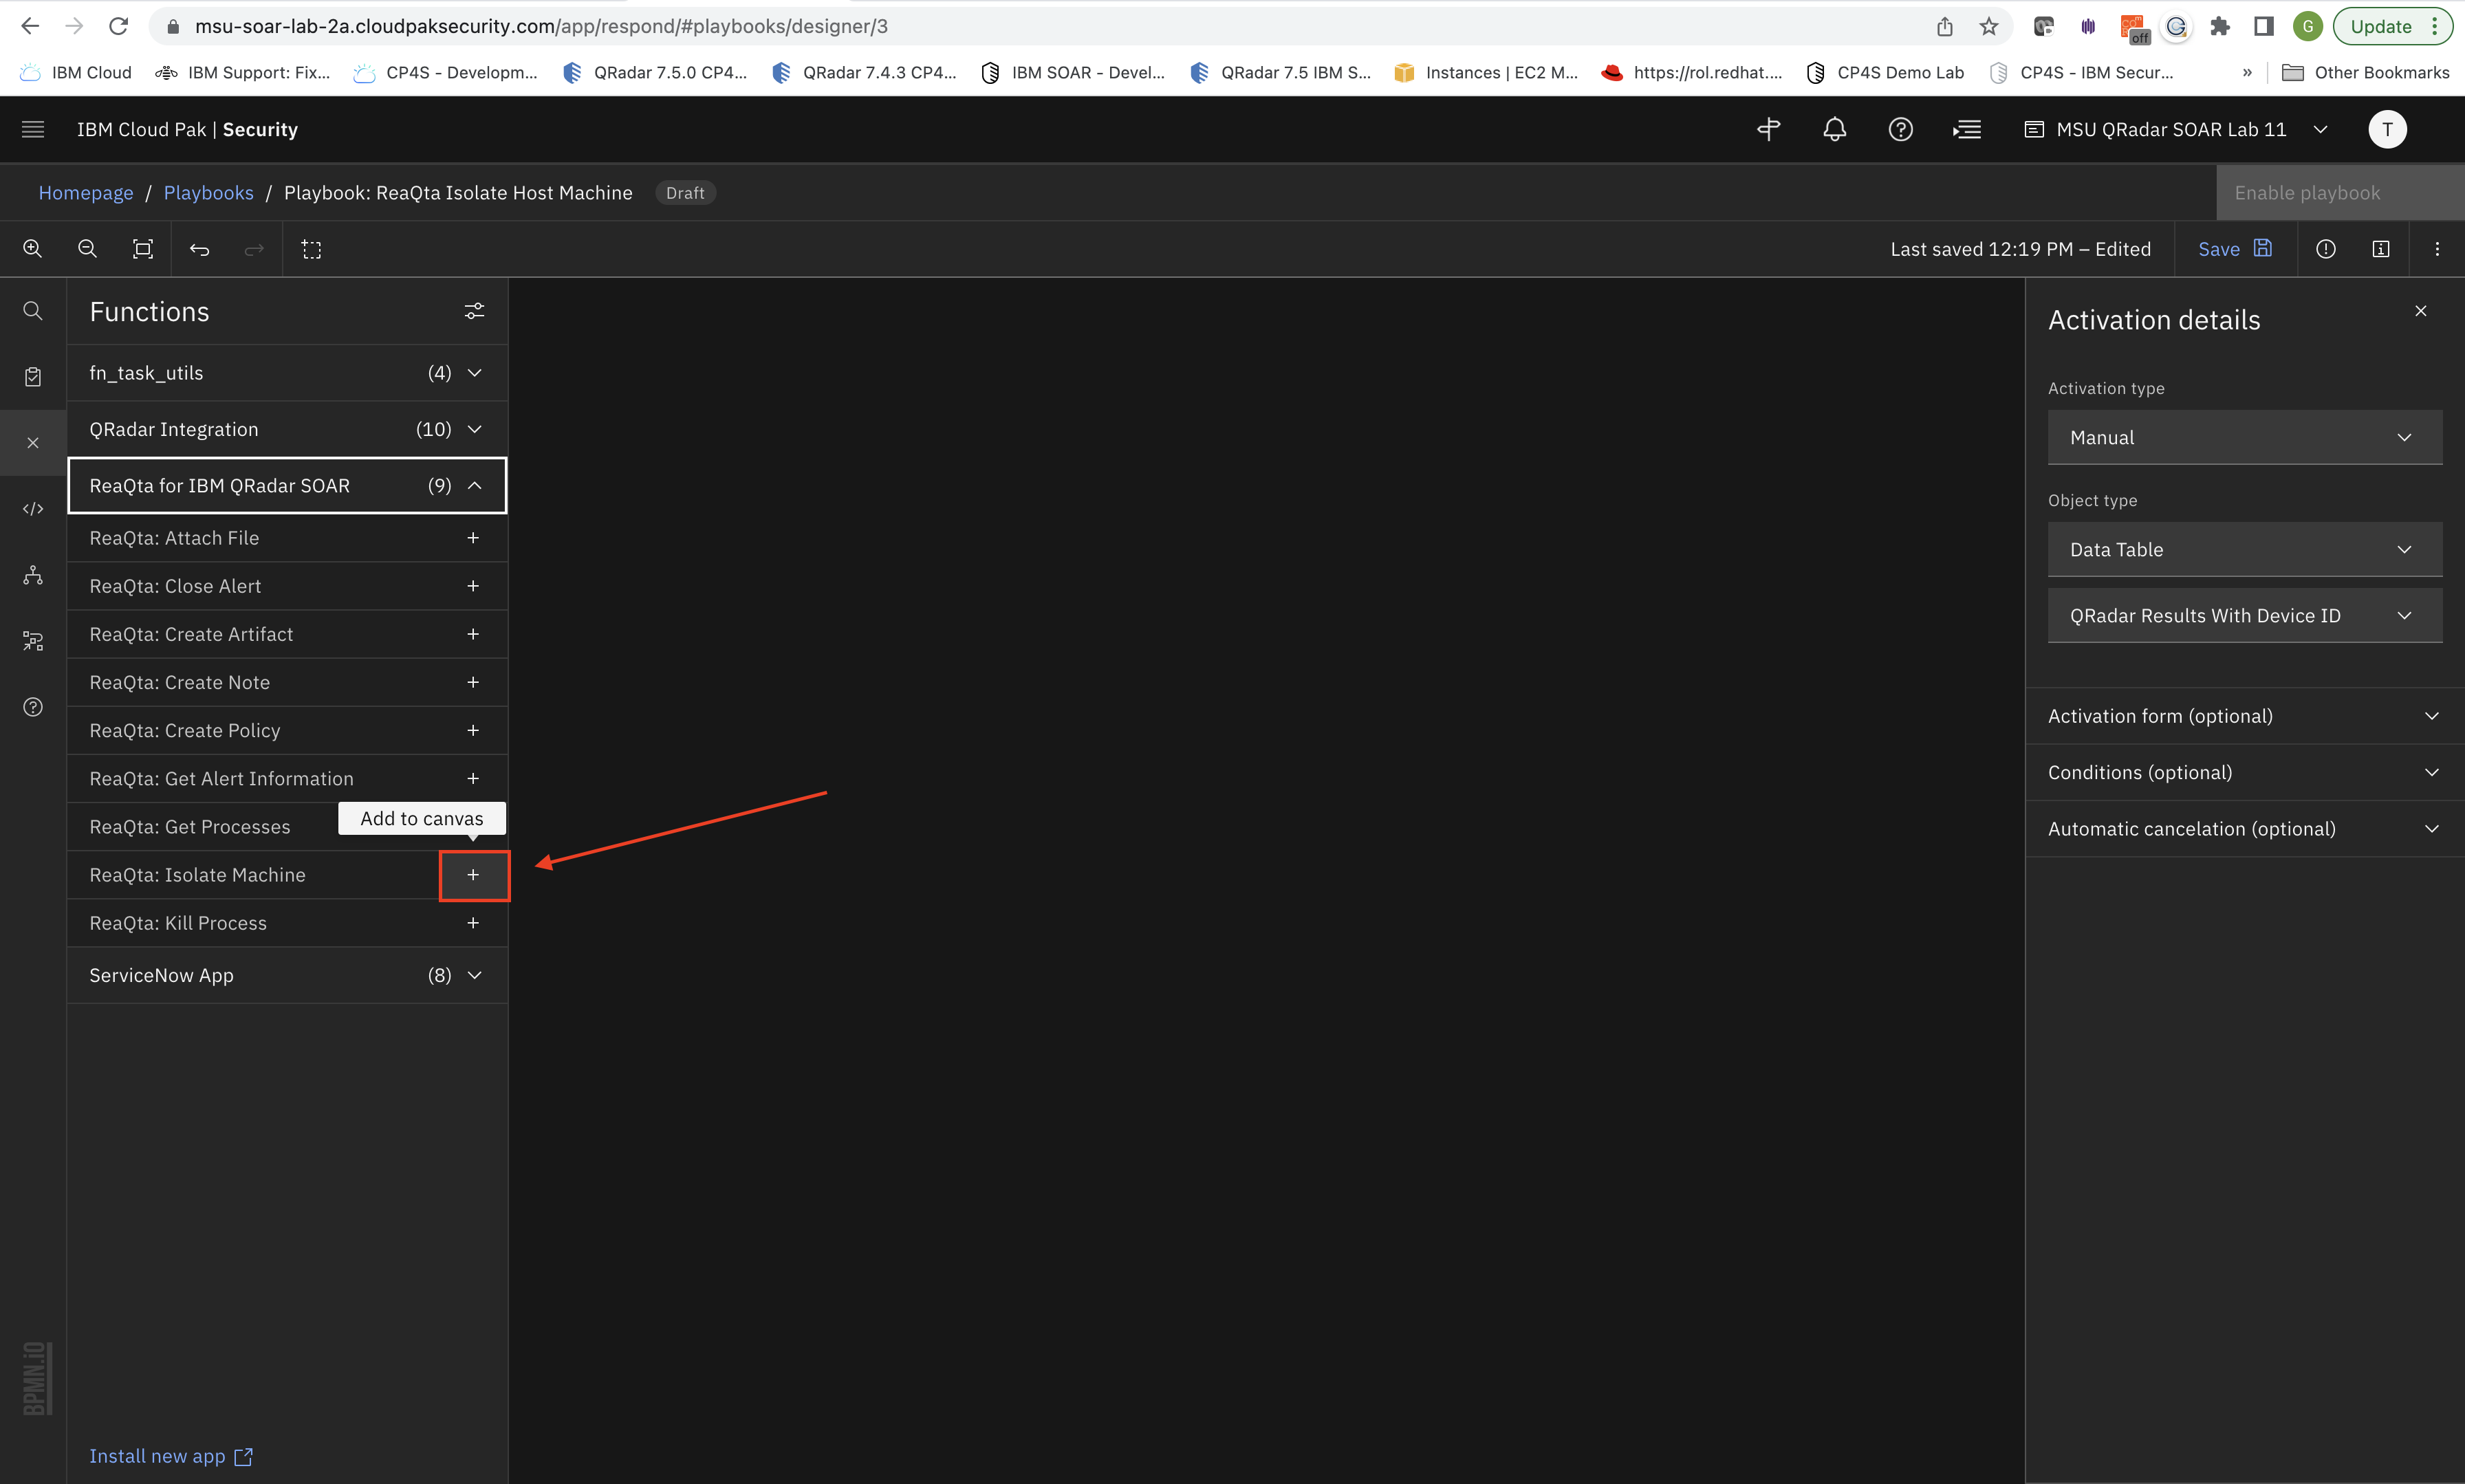 msu-soar-lab-2a.cloudpaksecurity.com/app/respond/#playbooks/designer/3
off
G
Update
IBM Cloud
IBM Support: Fix...
CP4S - Developm...
QRadar 7.5.0 CP4...
QRadar 7.4.3 CP4...
IBM SOAR - Devel...
QRadar 7.5 IBM S...
Instances | EC2 M...
https://rol.redhat....
CP4S Demo Lab
CP4S - IBM Secur...
»
Other Bookmarks
IBM Cloud Pak | Security
MSU QRadar SOAR Lab 11
T
Homepage / Playbooks / Playbook: ReaQta Isolate Host Machine
Draft
Enable playbook
Last saved 12:19 PM – Edited
Save
Functions
fn_task_utils (4)
QRadar Integration (10)
ReaQta for IBM QRadar SOAR (9)
ReaQta: Attach File
ReaQta: Close Alert
ReaQta: Create Artifact
ReaQta: Create Note
ReaQta: Create Policy
ReaQta: Get Alert Information
ReaQta: Get Processes
Add to canvas
ReaQta: Isolate Machine
ReaQta: Kill Process
ServiceNow App (8)
Install new app
BPMN.iO
Activation details
Activation type
Manual
Object type
Data Table
QRadar Results With Device ID
Activation form (optional)
Conditions (optional)
Automatic cancelation (optional)